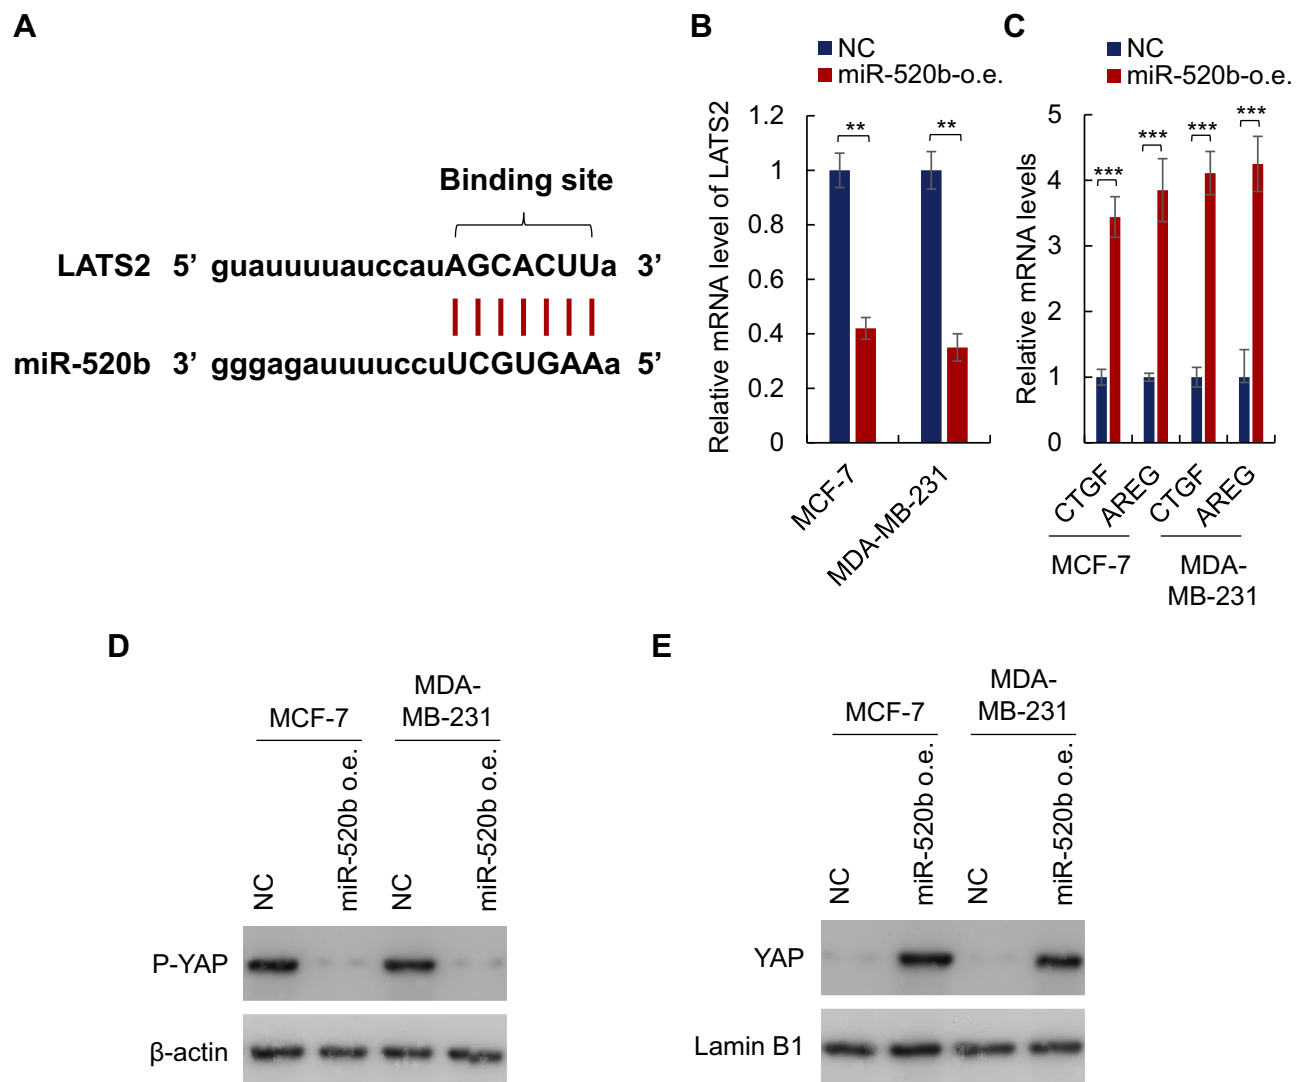 A
Binding site
LATS2 5’ guauuuuauccauAGCACUUa 3’
miR-520b 3’ gggagauuuuccuUCGUGAAa 5’
B
NC
miR-520b-o.e.
Relative mRNA level of LATS2
1.2
1
0.8
0.6
0.4
0.2
0
**
**
MCF-7
MDA-MB-231
C
NC
miR-520b-o.e.
Relative mRNA levels
5
4
3
2
1
0
***
***
***
***
CTGF
AREG
CTGF
AREG
MCF-7
MDA-
MB-231
D
MCF-7
MDA-
MB-231
NC
miR-520b o.e.
NC
miR-520b o.e.
P-YAP
β-actin
E
MCF-7
MDA-
MB-231
NC
miR-520b o.e.
NC
miR-520b o.e.
YAP
Lamin B1